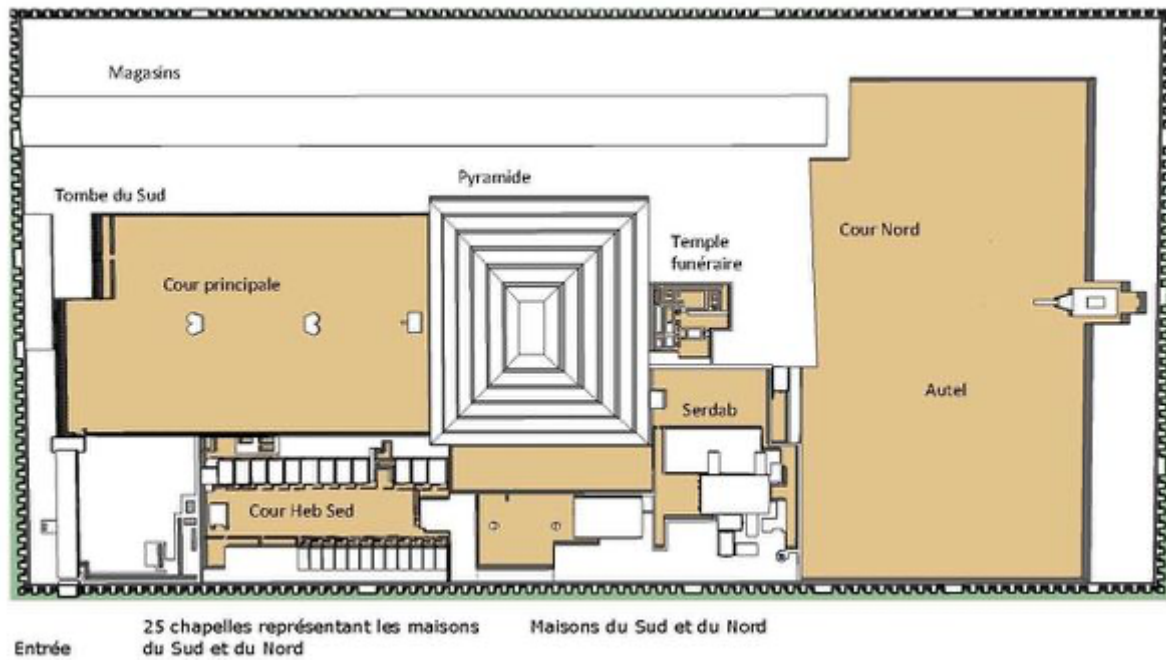 Magasins
Pyramide
Tombe du Sud
Cour principale
Temple
funéraire
Cour Nord
Serdab
Autel
Cour Heb Sed
25 chapelles représentant les maisons
du Sud et du Nord
Maisons du Sud et du Nord
Entrée